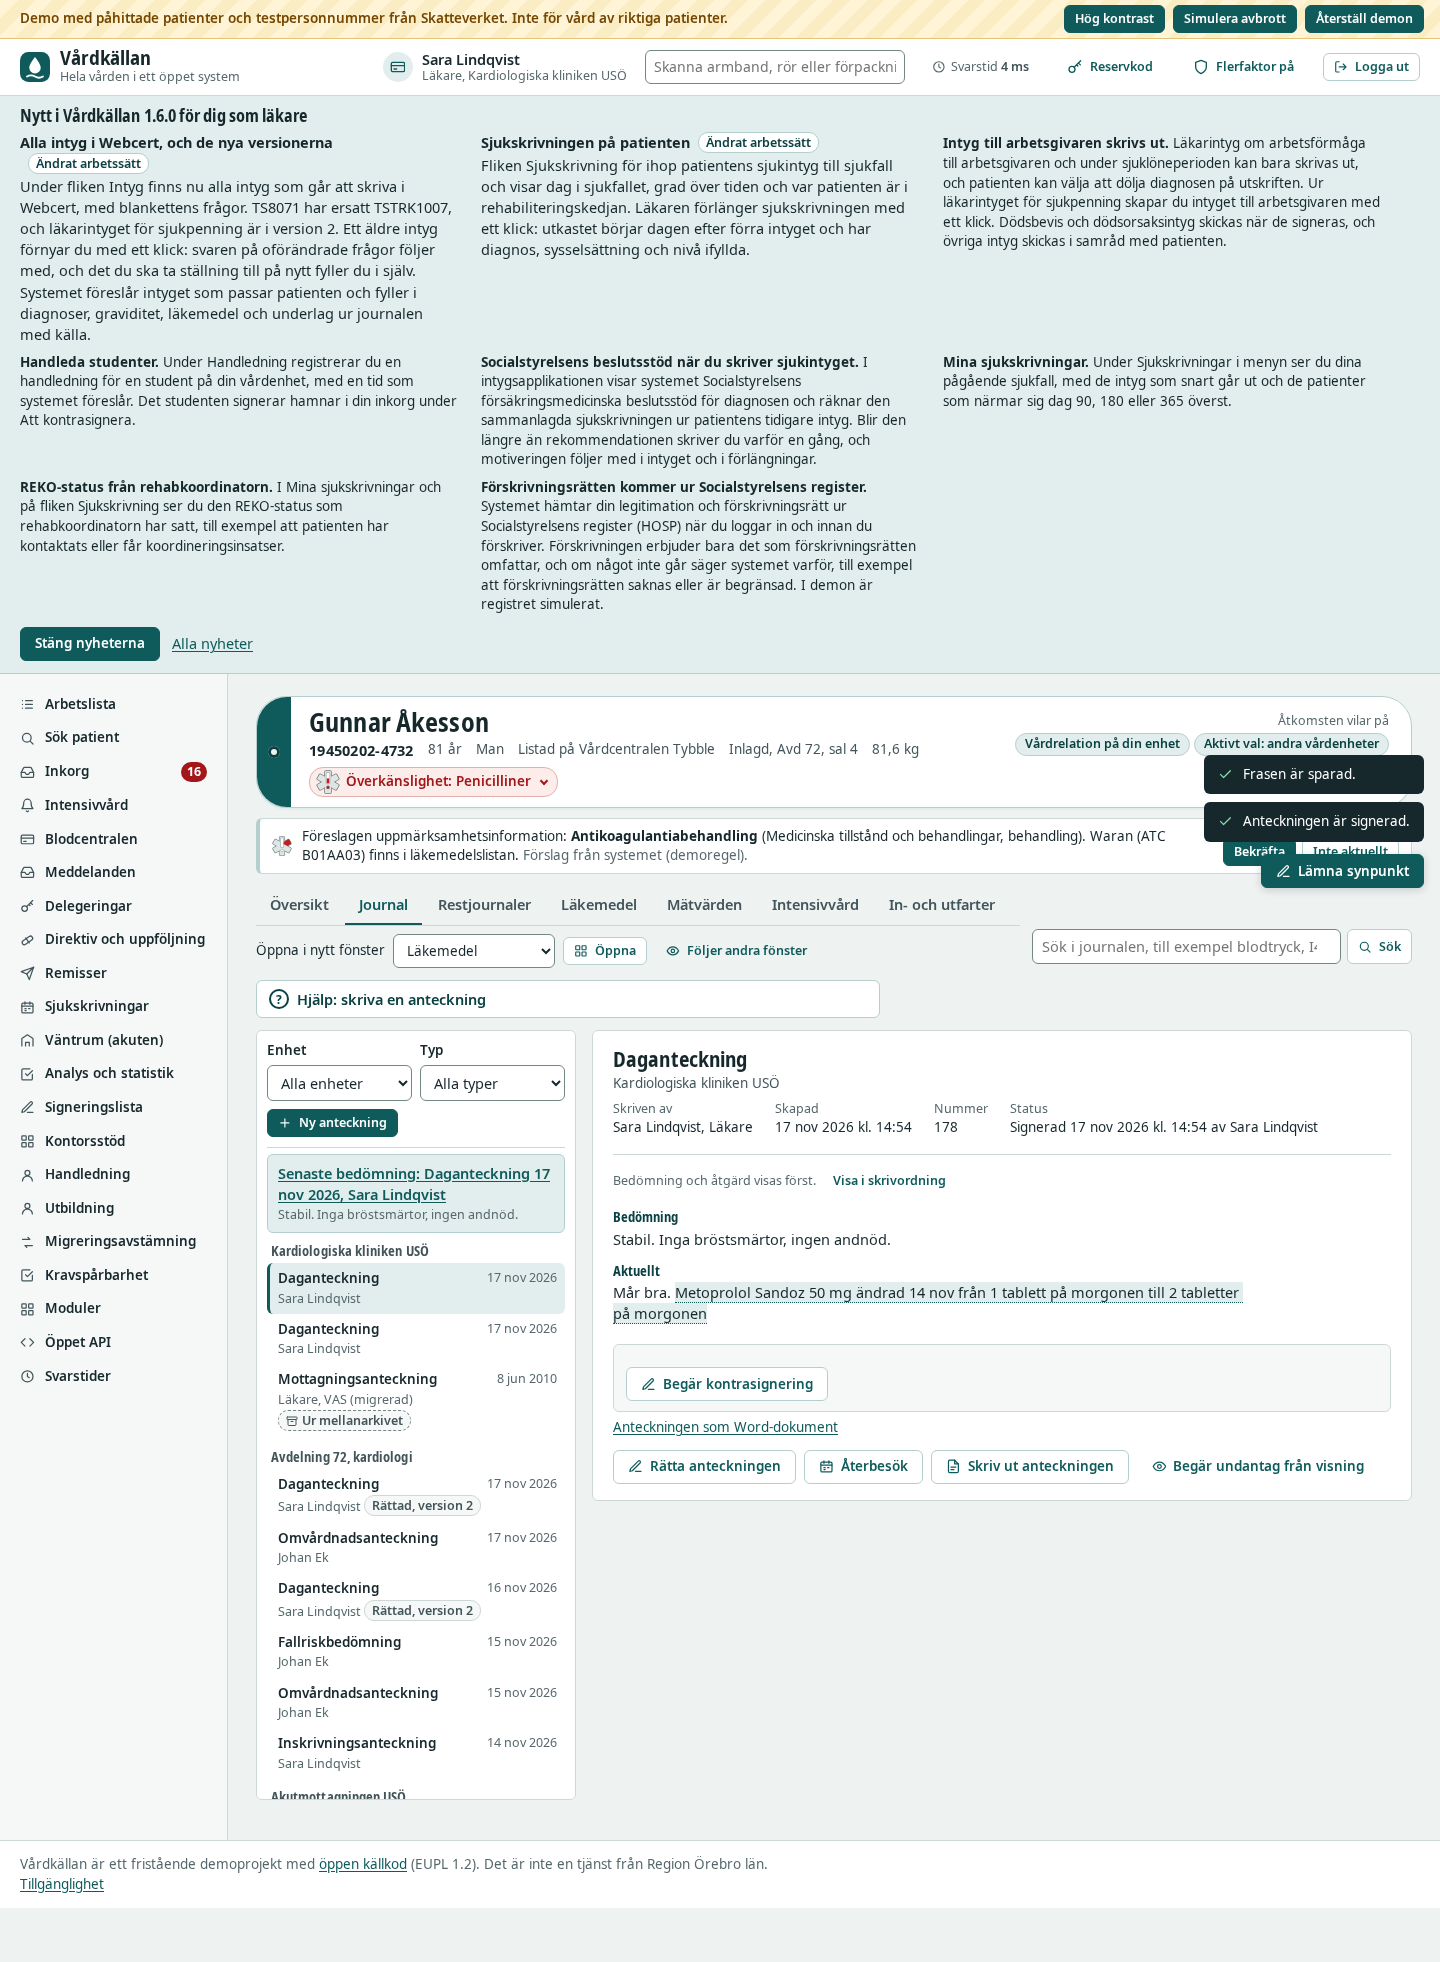 Demo med påhittade patienter och testpersonnummer från Skatteverket. Inte för vård av riktiga patienter.
Hög kontrast
Simulera avbrott
Återställ demon
Vårdkällan
Hela vården i ett öppet system
Sara Lindqvist
Läkare, Kardiologiska kliniken USÖ
Skanna armband, rör eller förpackni
Svarstid 4 ms
Reservkod
Flerfaktor på
Logga ut
Nytt i Vårdkällan 1.6.0 för dig som läkare
Alla intyg i Webcert, och de nya versionerna
Ändrat arbetssätt
Under fliken Intyg finns nu alla intyg som går att skriva i
Webcert, med blankettens frågor. TS8071 har ersatt TSTRK1007,
och läkarintyget för sjukpenning är i version 2. Ett äldre intyg
förnyar du med ett klick: svaren på oförändrade frågor följer
med, och det du ska ta ställning till på nytt fyller du i själv.
Systemet föreslår intyget som passar patienten och fyller i
diagnoser, graviditet, läkemedel och underlag ur journalen
med källa.
Sjukskrivningen på patienten
Ändrat arbetssätt
Fliken Sjukskrivning för ihop patientens sjukintyg till sjukfall
och visar dag i sjukfallet, grad över tiden och var patienten är i
rehabiliteringskedjan. Läkaren förlänger sjukskrivningen med
ett klick: utkastet börjar dagen efter förra intyget och har
diagnos, sysselsättning och nivå ifyllda.
Intyg till arbetsgivaren skrivs ut. Läkarintyg om arbetsförmåga
till arbetsgivaren och under sjuklöneperioden kan bara skrivas ut,
och patienten kan välja att dölja diagnosen på utskriften. Ur
läkarintyget för sjukpenning skapar du intyget till arbetsgivaren med
ett klick. Dödsbevis och dödsorsaksintyg skickas när de signeras, och
övriga intyg skickas i samråd med patienten.
Handleda studenter. Under Handledning registrerar du en
handledning för en student på din vårdenhet, med en tid som
systemet föreslår. Det studenten signerar hamnar i din inkorg under
Att kontrasignera.
Socialstyrelsens beslutsstöd när du skriver sjukintyget. I
intygsapplikationen visar systemet Socialstyrelsens
försäkringsmedicinska beslutsstöd för diagnosen och räknar den
sammanlagda sjukskrivningen ur patientens tidigare intyg. Blir den
längre än rekommendationen skriver du varför en gång, och
motiveringen följer med i intyget och i förlängningar.
Mina sjukskrivningar. Under Sjukskrivningar i menyn ser du dina
pågående sjukfall, med de intyg som snart går ut och de patienter
som närmar sig dag 90, 180 eller 365 överst.
REKO-status från rehabkoordinatorn. I Mina sjukskrivningar och
på fliken Sjukskrivning ser du den REKO-status som
rehabkoordinatorn har satt, till exempel att patienten har
kontaktats eller får koordineringsinsatser.
Förskrivningsrätten kommer ur Socialstyrelsens register.
Systemet hämtar din legitimation och förskrivningsrätt ur
Socialstyrelsens register (HOSP) när du loggar in och innan du
förskriver. Förskrivningen erbjuder bara det som förskrivningsrätten
omfattar, och om något inte går säger systemet varför, till exempel
att förskrivningsrätten saknas eller är begränsad. I demon är
registret simulerat.
Stäng nyheterna
Alla nyheter
Arbetslista
Sök patient
Inkorg
16
Intensivvård
Blodcentralen
Meddelanden
Delegeringar
Direktiv och uppföljning
Remisser
Sjukskrivningar
Väntrum (akuten)
Analys och statistik
Signeringslista
Kontorsstöd
Handledning
Utbildning
Migreringsavstämning
Kravspårbarhet
Moduler
Öppet API
Svarstider
Gunnar Åkesson
19450202-4732 81 år Man Listad på Vårdcentralen Tybble Inlagd, Avd 72, sal 4 81,6 kg
Överkänslighet: Penicilliner
Åtkomsten vilar på
Vårdrelation på din enhet
Aktivt val: andra vårdenheter
Frasen är sparad.
Anteckningen är signerad.
Föreslagen uppmärksamhetsinformation: Antikoagulantiabehandling (Medicinska tillstånd och behandlingar, behandling). Waran (ATC
B01AA03) finns i läkemedelslistan. Förslag från systemet (demoregel).
Bekräfta
Inte aktuellt
Lämna synpunkt
Översikt
Journal
Restjournaler
Läkemedel
Mätvärden
Intensivvård
In- och utfarter
Öppna i nytt fönster
Läkemedel
Öppna
Följer andra fönster
Sök i journalen, till exempel blodtryck, I4
Sök
Hjälp: skriva en anteckning
Enhet
Typ
Alla enheter
Alla typer
Ny anteckning
Senaste bedömning: Daganteckning 17
nov 2026, Sara Lindqvist
Stabil. Inga bröstsmärtor, ingen andnöd.
Kardiologiska kliniken USÖ
Daganteckning 17 nov 2026
Sara Lindqvist
Daganteckning 17 nov 2026
Sara Lindqvist
Mottagningsanteckning 8 jun 2010
Läkare, VAS (migrerad)
Ur mellanarkivet
Avdelning 72, kardiologi
Daganteckning 17 nov 2026
Sara Lindqvist Rättad, version 2
Omvårdnadsanteckning 17 nov 2026
Johan Ek
Daganteckning 16 nov 2026
Sara Lindqvist Rättad, version 2
Fallriskbedömning 15 nov 2026
Johan Ek
Omvårdnadsanteckning 15 nov 2026
Johan Ek
Inskrivningsanteckning 14 nov 2026
Sara Lindqvist
Akutmottagningen USÖ
Daganteckning
Kardiologiska kliniken USÖ
Skriven av Skapad Nummer Status
Sara Lindqvist, Läkare 17 nov 2026 kl. 14:54 178 Signerad 17 nov 2026 kl. 14:54 av Sara Lindqvist
Bedömning och åtgärd visas först. Visa i skrivordning
Bedömning
Stabil. Inga bröstsmärtor, ingen andnöd.
Aktuellt
Mår bra. Metoprolol Sandoz 50 mg ändrad 14 nov från 1 tablett på morgonen till 2 tabletter
på morgonen
Begär kontrasignering
Anteckningen som Word-dokument
Rätta anteckningen
Återbesök
Skriv ut anteckningen
Begär undantag från visning
Vårdkällan är ett fristående demoprojekt med öppen källkod (EUPL 1.2). Det är inte en tjänst från Region Örebro län.
Tillgänglighet